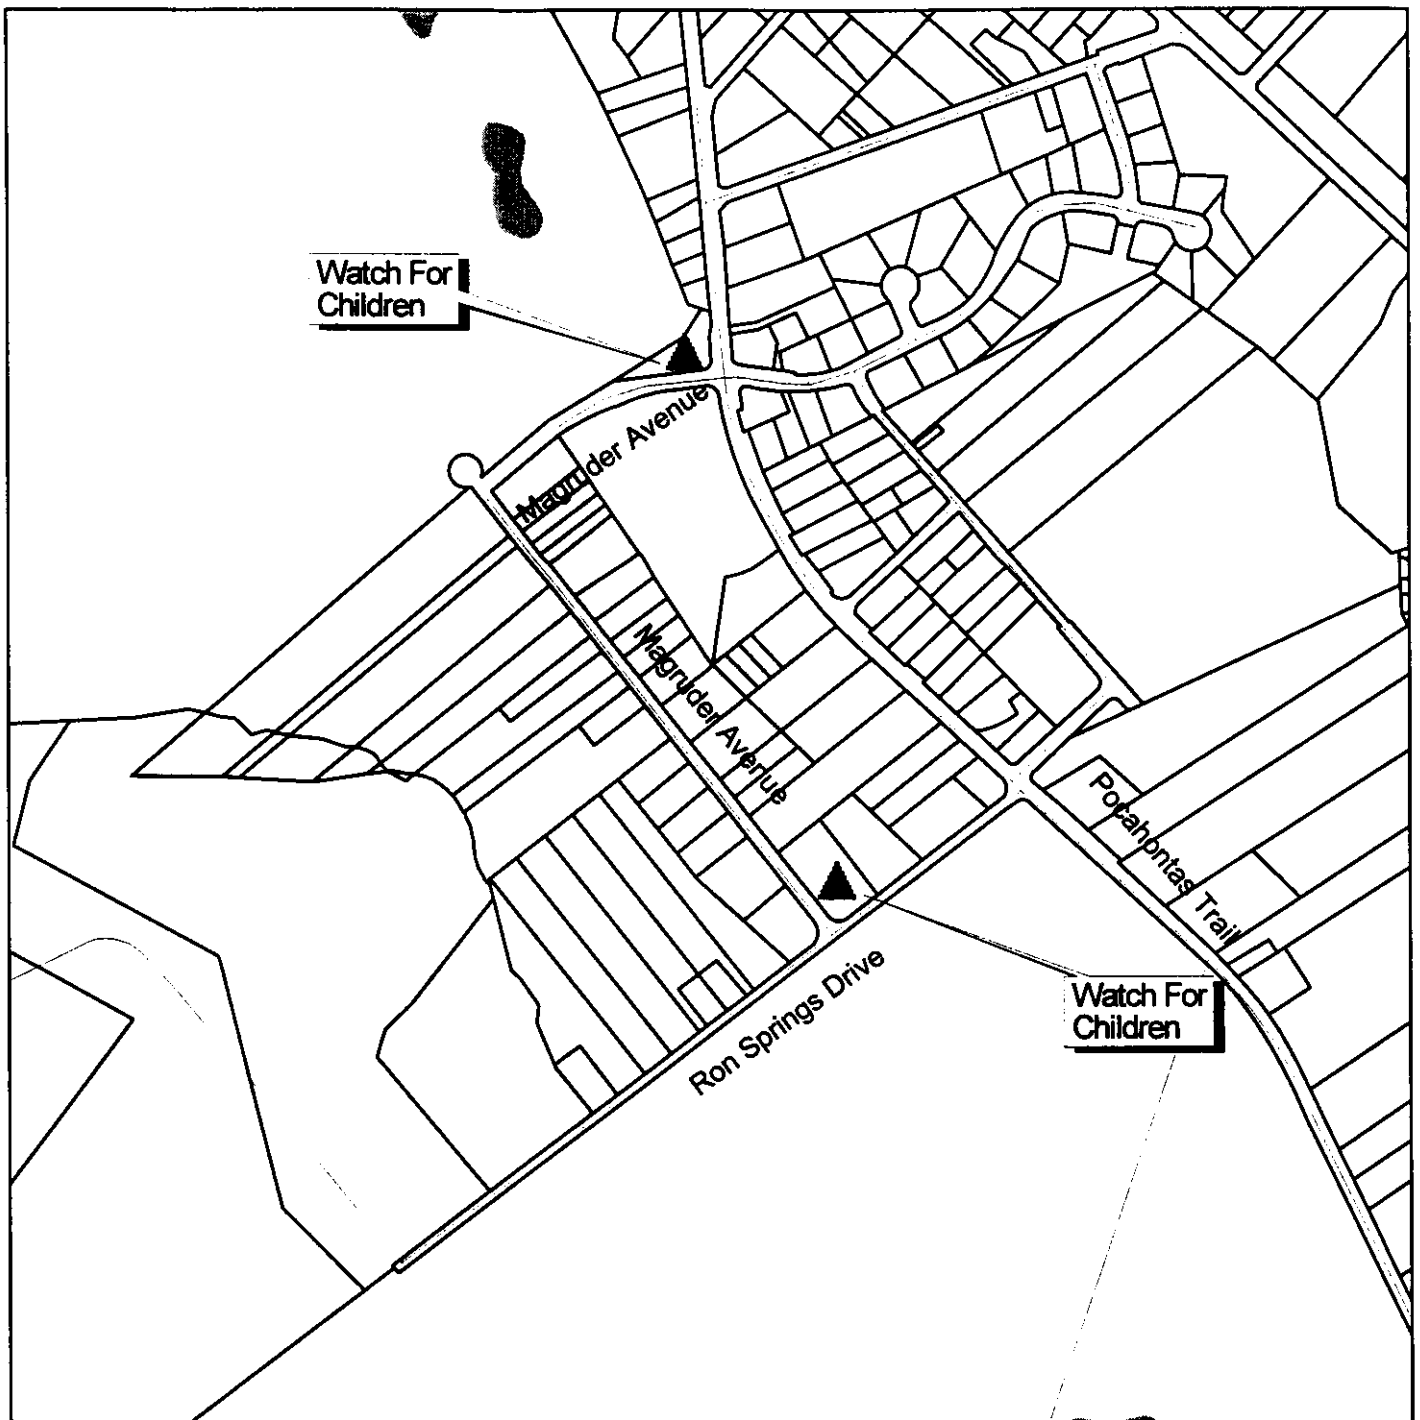 Watch For
Children
Magruder Avenue
Magruder Avenue
Pocahontas Trail
Ron Springs Drive
Watch For
Children